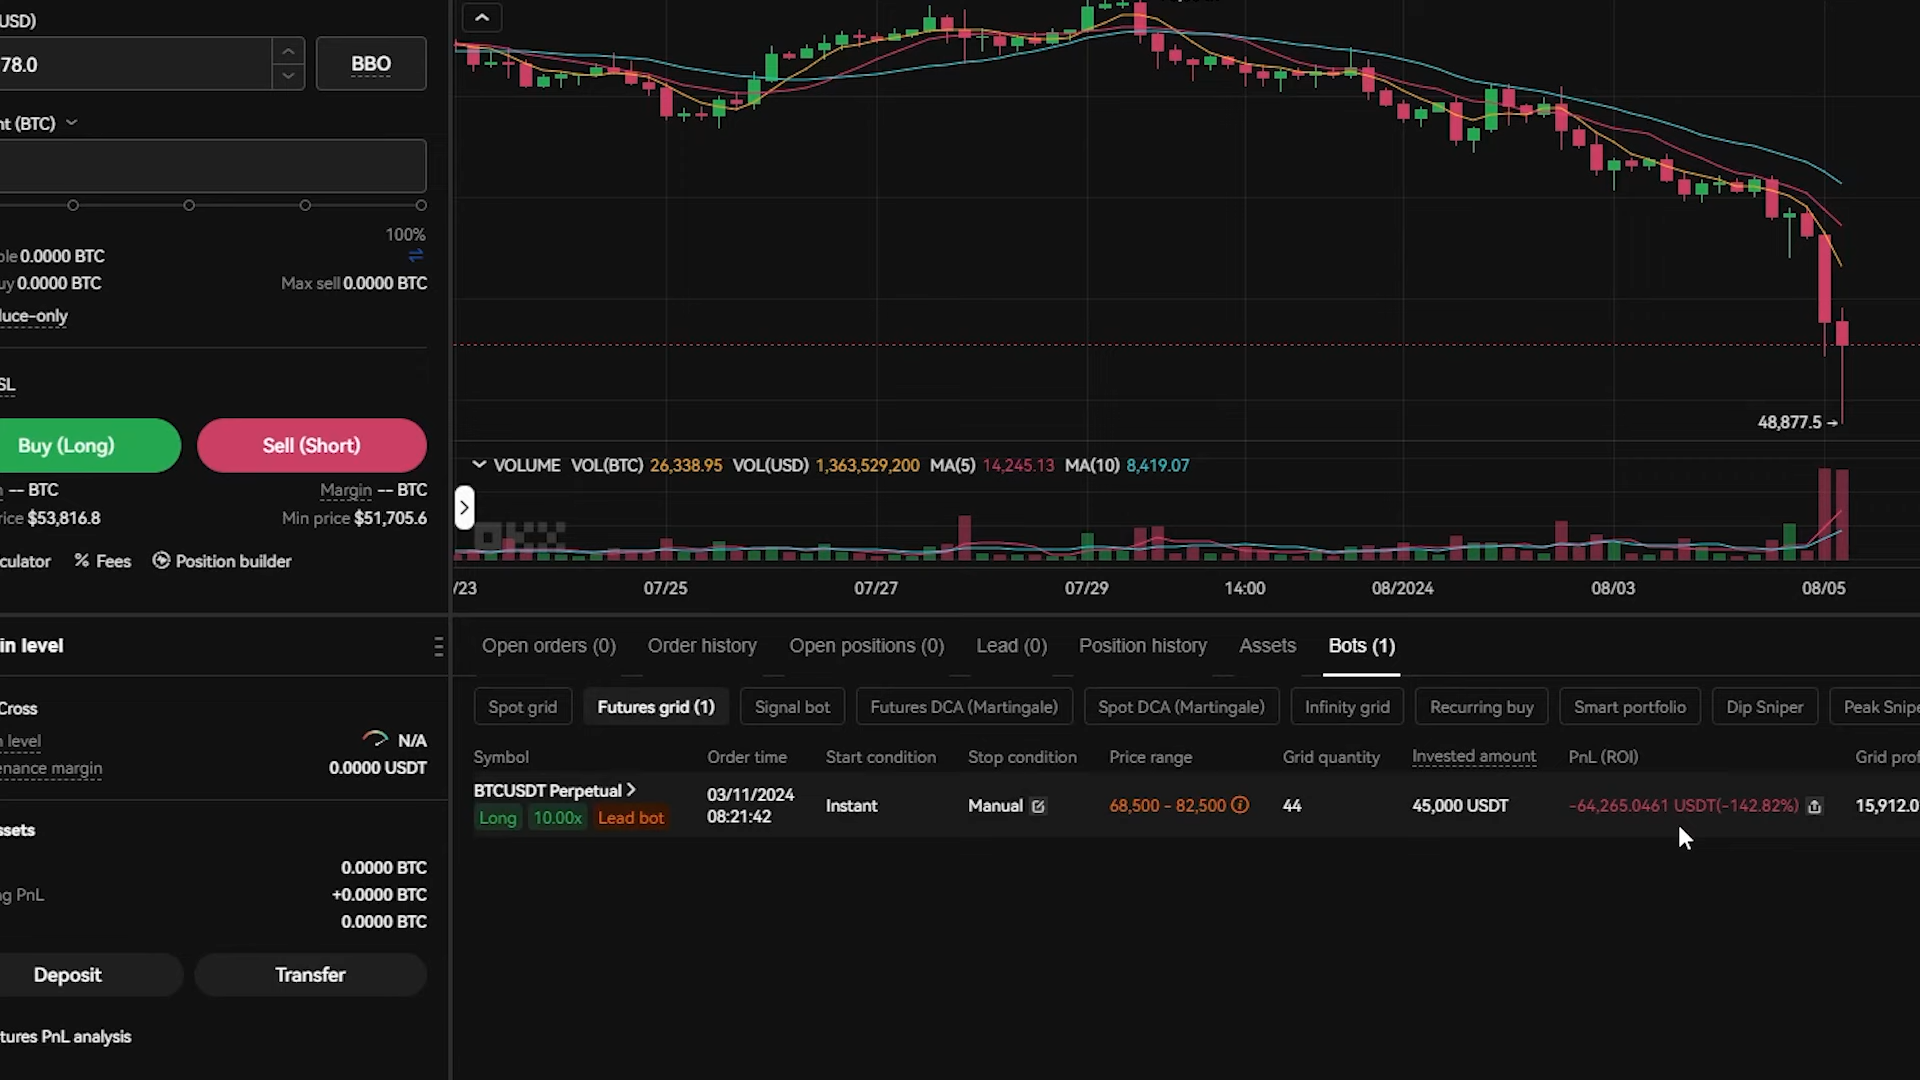 USD)
78.0
BBO
nt (BTC)
100%
ble 0.0000 BTC
uy 0.0000 BTC
Max sell 0.0000 BTC
duce-only
SL
Buy (Long)
Sell (Short)
-- BTC
Margin -- BTC
rice $53,816.8
Min price $51,705.6
culator
% Fees
Position builder
in level
Cross
n level
N/A
enance margin
0.0000 USDT
ssets
0.0000 BTC
ng PnL
+0.0000 BTC
0.0000 BTC
Deposit
Transfer
tures PnL analysis
48,877.5
VOLUME VOL(BTC) 26,338.95 VOL(USD) 1,363,529,200 MA(5) 14,245.13 MA(10) 8,419.07
OKX
/23 07/25 07/27 07/29 14:00 08/2024 08/03 08/05
Open orders (0) Order history Open positions (0) Lead (0) Position history Assets Bots (1)
Spot grid Futures grid (1) Signal bot Futures DCA (Martingale) Spot DCA (Martingale) Infinity grid Recurring buy Smart portfolio Dip Sniper Peak Snipe
Symbol Order time Start condition Stop condition Price range Grid quantity Invested amount PnL (ROI) Grid prof
BTCUSDT Perpetual
Long 10.00x Lead bot
03/11/2024
08:21:42
Instant
Manual
68,500 - 82,500
44
45,000 USDT
-64,265.0461 USDT(-142.82%)
15,912.0